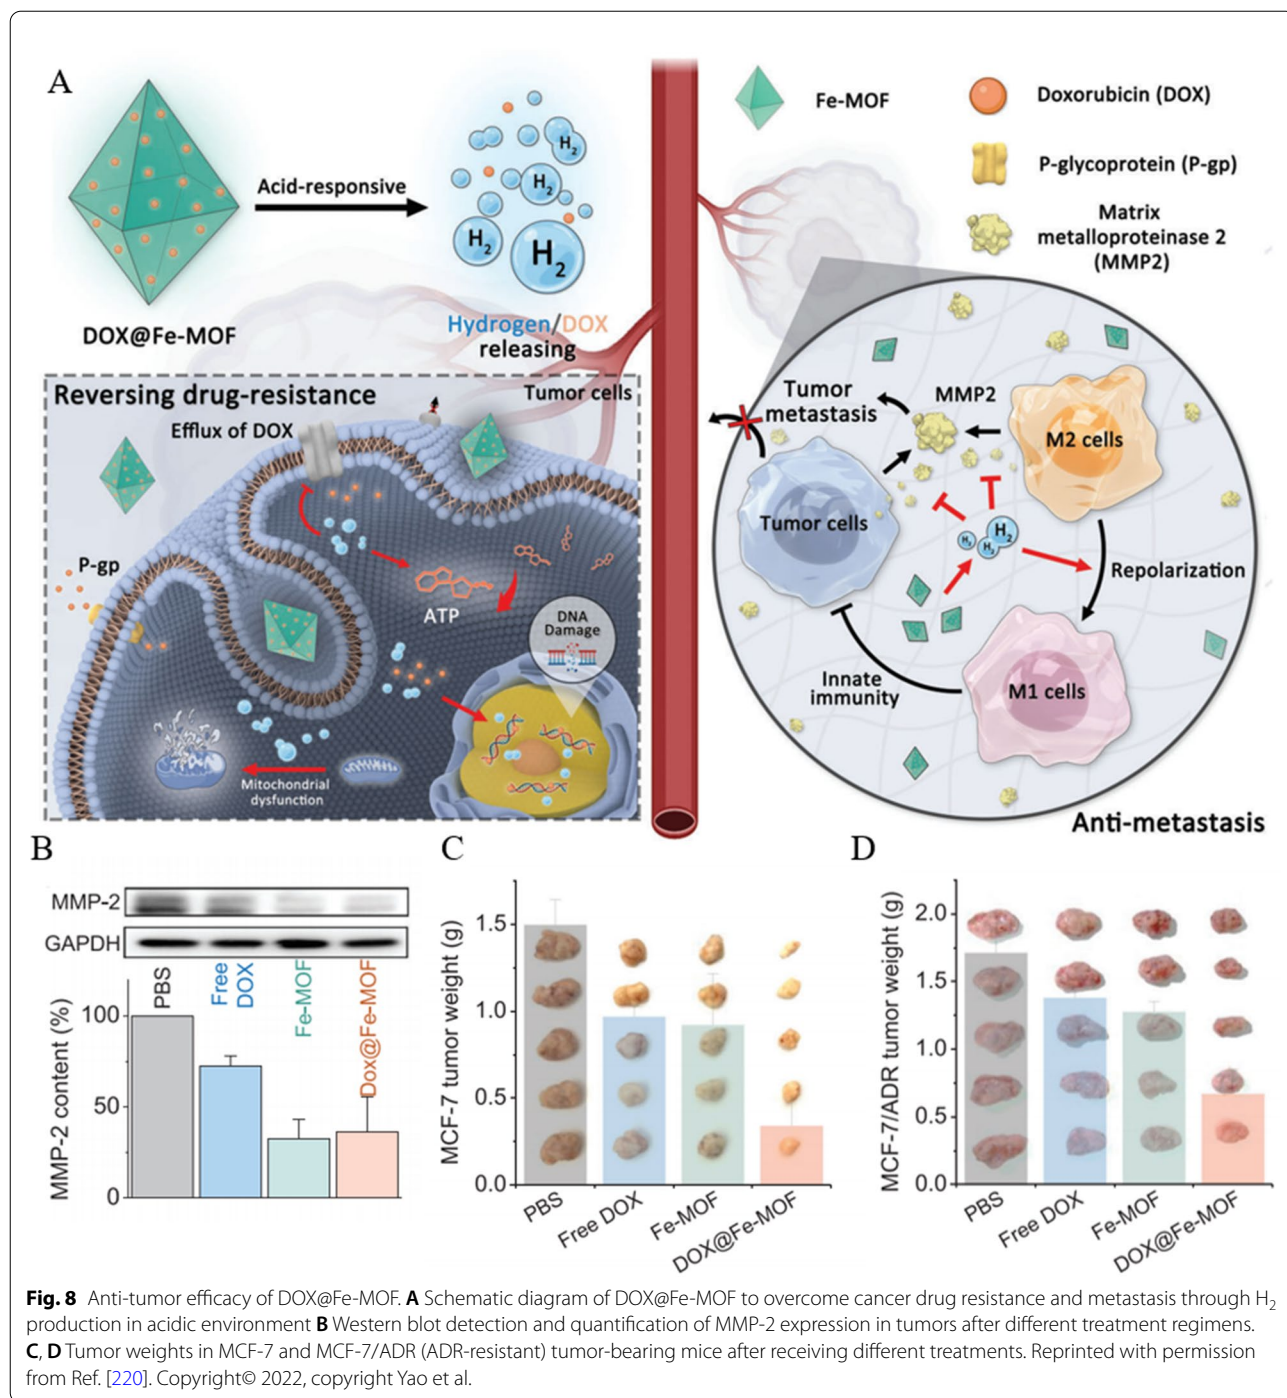 A
Acid-responsive
H2
H2
H2
H2
DOX@Fe-MOF
Hydrogen/DOX
releasing
Fe-MOF
Doxorubicin (DOX)
P-glycoprotein (P-gp)
Matrix
metalloproteinase 2
(MMP2)
Reversing drug-resistance
Tumor cells
Efflux of DOX
P-gp
ATP
DNA
Damage
Mitochondrial
dysfunction
Tumor
metastasis
MMP2
M2 cells
Tumor cells
H2
H2
H2
Repolarization
Innate
immunity
M1 cells
Anti-metastasis
B
MMP-2
GAPDH
PBS
Free
DOX
Fe-MOF
Dox@Fe-MOF
MMP-2 content (%)
100
50
0
C
MCF-7 tumor weight (g)
1.5
1.0
0.5
0.0
PBS
Free DOX
Fe-MOF
DOX@Fe-MOF
D
MCF-7/ADR tumor weight (g)
2.0
1.5
1.0
0.5
0.0
PBS
Free DOX
Fe-MOF
DOX@Fe-MOF
Fig. 8 Anti-tumor efficacy of DOX@Fe-MOF. A Schematic diagram of DOX@Fe-MOF to overcome cancer drug resistance and metastasis through H2
production in acidic environment B Western blot detection and quantification of MMP-2 expression in tumors after different treatment regimens.
C, D Tumor weights in MCF-7 and MCF-7/ADR (ADR-resistant) tumor-bearing mice after receiving different treatments. Reprinted with permission
from Ref. [220]. Copyright© 2022, copyright Yao et al.